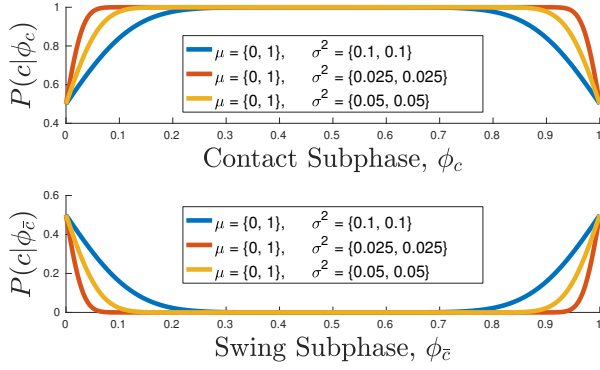 P(c|ϕ_c)
1
0.8
0.6
0.4
μ = {0, 1}, σ² = {0.1, 0.1}
μ = {0, 1}, σ² = {0.025, 0.025}
μ = {0, 1}, σ² = {0.05, 0.05}
0 0.1 0.2 0.3 0.4 0.5 0.6 0.7 0.8 0.9 1
Contact Subphase, ϕ_c
P(c|ϕ_c̄)
0.6
0.4
0.2
0
μ = {0, 1}, σ² = {0.1, 0.1}
μ = {0, 1}, σ² = {0.025, 0.025}
μ = {0, 1}, σ² = {0.05, 0.05}
0 0.1 0.2 0.3 0.4 0.5 0.6 0.7 0.8 0.9 1
Swing Subphase, ϕ_c̄